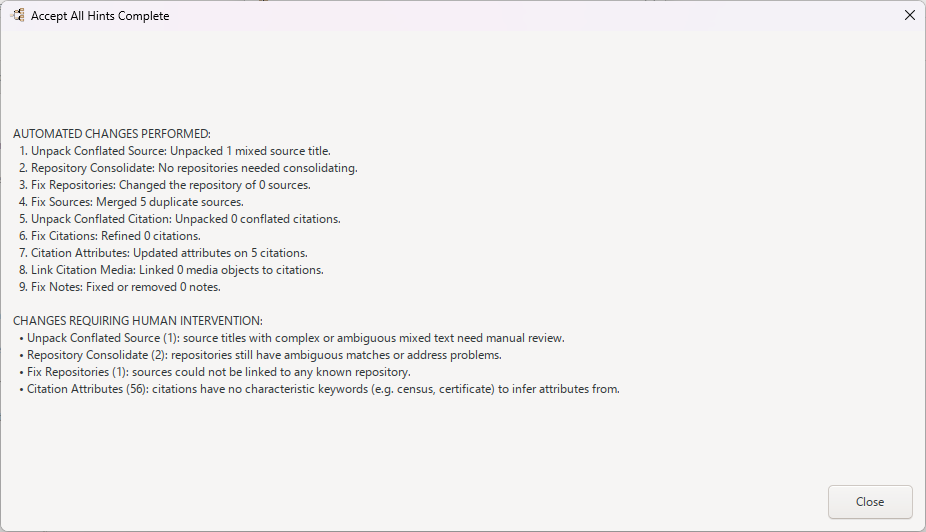 Accept All Hints Complete
AUTOMATED CHANGES PERFORMED:
1. Unpack Conflated Source: Unpacked 1 mixed source title.
2. Repository Consolidate: No repositories needed consolidating.
3. Fix Repositories: Changed the repository of 0 sources.
4. Fix Sources: Merged 5 duplicate sources.
5. Unpack Conflated Citation: Unpacked 0 conflated citations.
6. Fix Citations: Refined 0 citations.
7. Citation Attributes: Updated attributes on 5 citations.
8. Link Citation Media: Linked 0 media objects to citations.
9. Fix Notes: Fixed or removed 0 notes.
CHANGES REQUIRING HUMAN INTERVENTION:
• Unpack Conflated Source (1): source titles with complex or ambiguous mixed text need manual review.
• Repository Consolidate (2): repositories still have ambiguous matches or address problems.
• Fix Repositories (1): sources could not be linked to any known repository.
• Citation Attributes (56): citations have no characteristic keywords (e.g. census, certificate) to infer attributes from.
Close